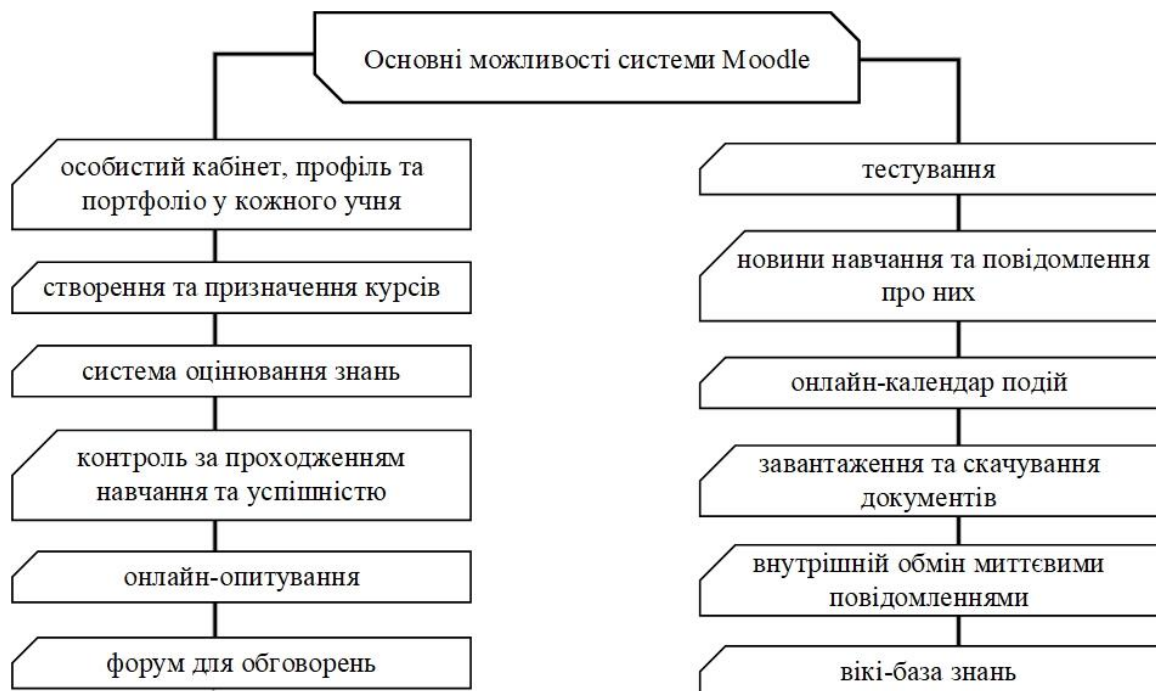 Основні можливості системи Moodle
особистий кабінет, профіль та
портфоліо у кожного учня
створення та призначення курсів
система оцінювання знань
контроль за проходженням
навчання та успішністю
онлайн-опитування
форум для обговорень
тестування
новини навчання та повідомлення
про них
онлайн-календар подій
завантаження та скачування
документів
внутрішній обмін миттєвими
повідомленнями
вікі-база знань